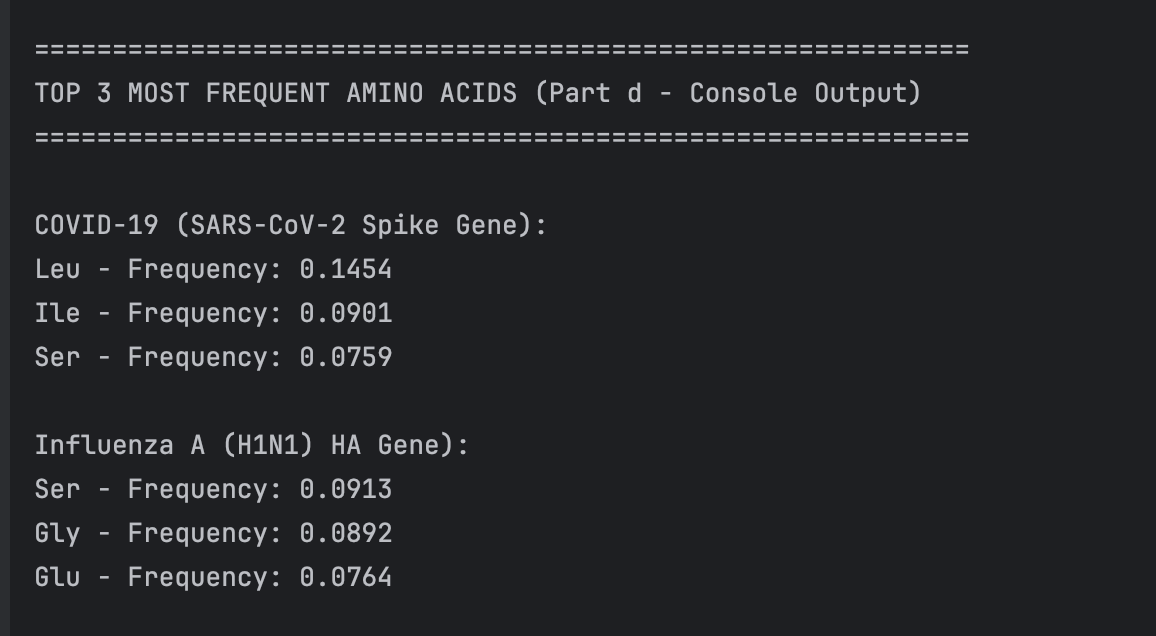 ============================================================
TOP 3 MOST FREQUENT AMINO ACIDS (Part d - Console Output)
============================================================
COVID-19 (SARS-CoV-2 Spike Gene):
Leu - Frequency: 0.1454
Ile - Frequency: 0.0901
Ser - Frequency: 0.0759
Influenza A (H1N1) HA Gene):
Ser - Frequency: 0.0913
Gly - Frequency: 0.0892
Glu - Frequency: 0.0764